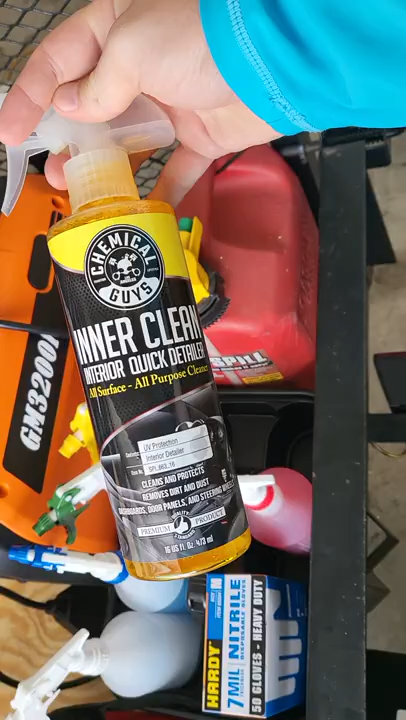 CHEMICAL
GUYS
INNER CLEAN
INTERIOR QUICK DETAILER
All Surface - All Purpose Cleaner
UV Protection
Interior Detailer
SPI_663_16
CLEANS AND PROTECTS
REMOVES DIRT AND DUST
DASHBOARDS, DOOR PANELS, AND STEERING WHEELS
PREMIUM PRODUCT
16 US fl. Oz. 473 ml
GM3200i
SPILL
HARDY
7MIL NITRILE
50 GLOVES - HEAVY DUTY